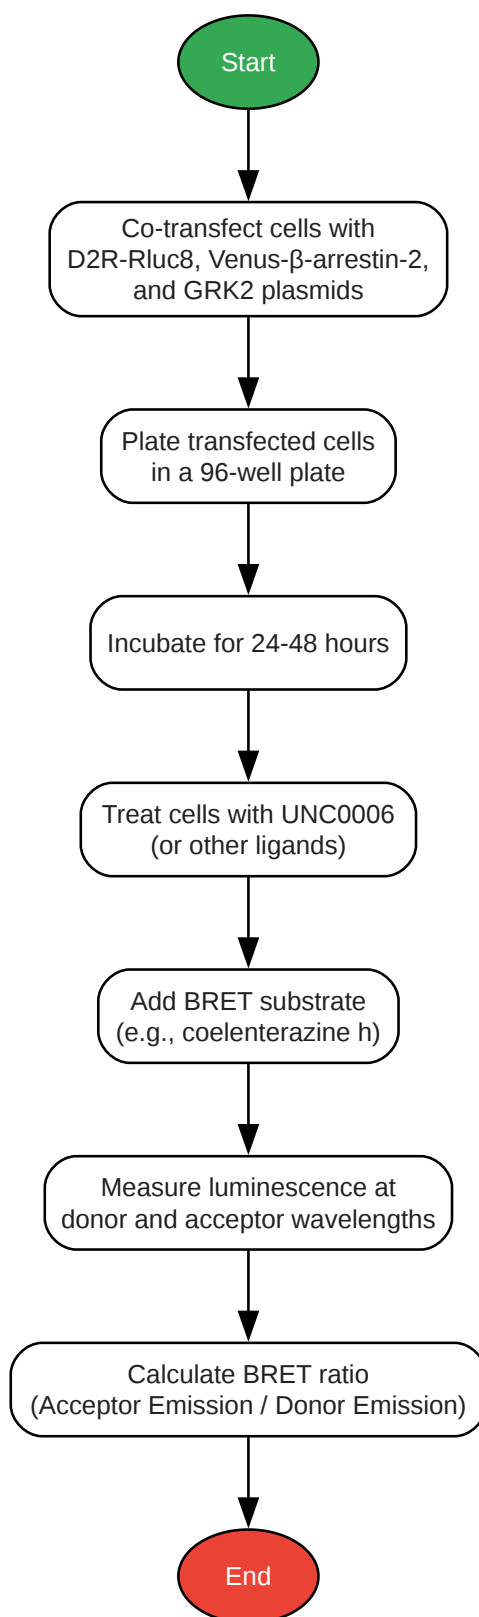 Start
Co-transfect cells with
D2R-Rluc8, Venus-β-arrestin-2,
and GRK2 plasmids
Plate transfected cells
in a 96-well plate
Incubate for 24-48 hours
Treat cells with UNC0006
(or other ligands)
Add BRET substrate
(e.g., coelenterazine h)
Measure luminescence at
donor and acceptor wavelengths
Calculate BRET ratio
(Acceptor Emission / Donor Emission)
End